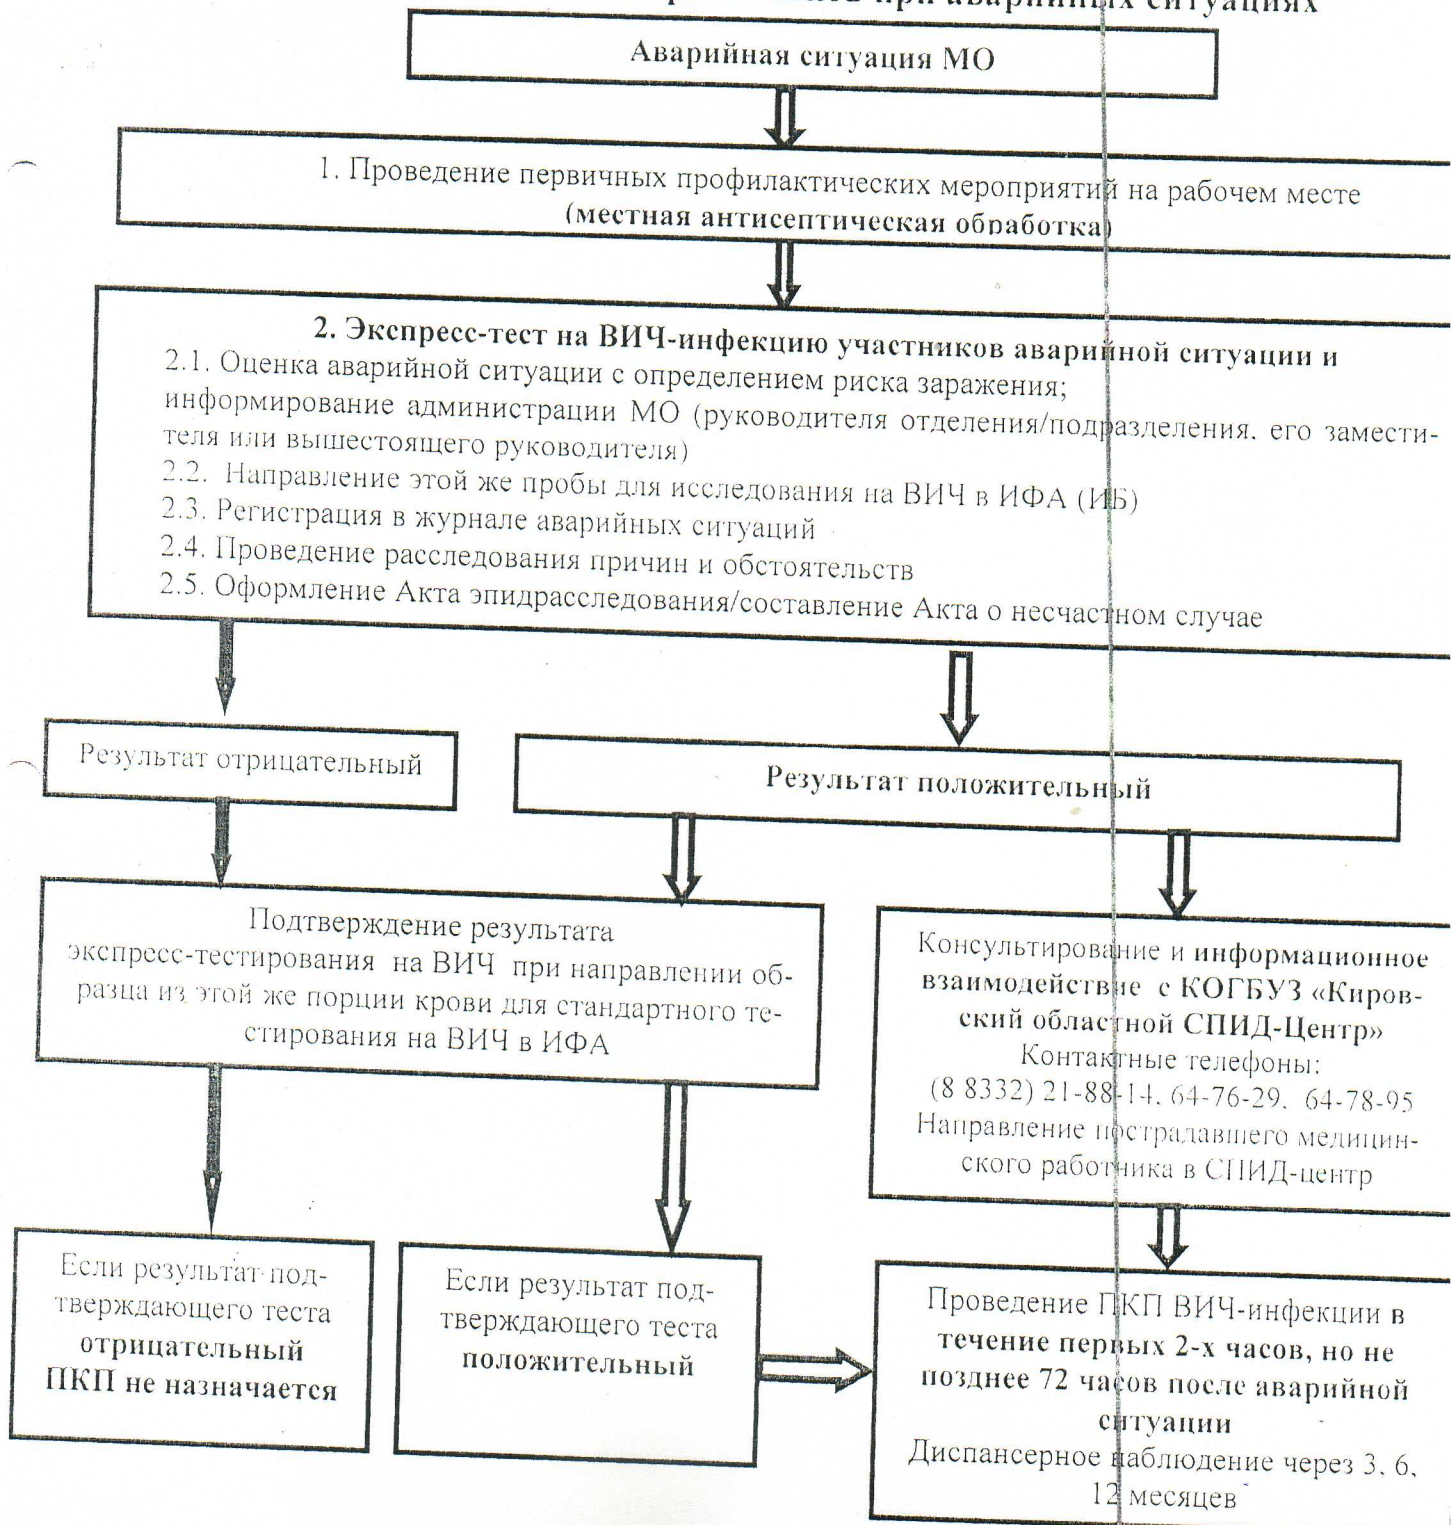 при аварийных ситуациях
Аварийная ситуация МО
1. Проведение первичных профилактических мероприятий на рабочем месте
(местная антисептическая обработка)
2. Экспресс-тест на ВИЧ-инфекцию участников аварийной ситуации и
2.1. Оценка аварийной ситуации с определением риска заражения;
информирование администрации МО (руководителя отделения/подразделения, его замести-
теля или вышестоящего руководителя)
2.2. Направление этой же пробы для исследования на ВИЧ в ИФА (ИБ)
2.3. Регистрация в журнале аварийных ситуаций
2.4. Проведение расследования причин и обстоятельств
2.5. Оформление Акта эпидрасследования/составление Акта о несчастном случае
Результат отрицательный
Результат положительный
Подтверждение результата
экспресс-тестирования на ВИЧ при направлении об-
разца из этой же порции крови для стандартного те-
стирования на ВИЧ в ИФА
Консультирование и информационное
взаимодействие с КОГБУЗ «Киров-
ский областной СПИД-Центр»
Контактные телефоны:
(8 8332) 21-88-14, 64-76-29, 64-78-95
Направление пострадавшего медицин-
ского работника в СПИД-центр
Если результат под-
тверждающего теста
отрицательный
ПКП не назначается
Если результат под-
тверждающего теста
положительный
Проведение ПКП ВИЧ-инфекции в
течение первых 2-х часов, но не
позднее 72 часов после аварийной
ситуации
Диспансерное наблюдение через 3, 6,
12 месяцев